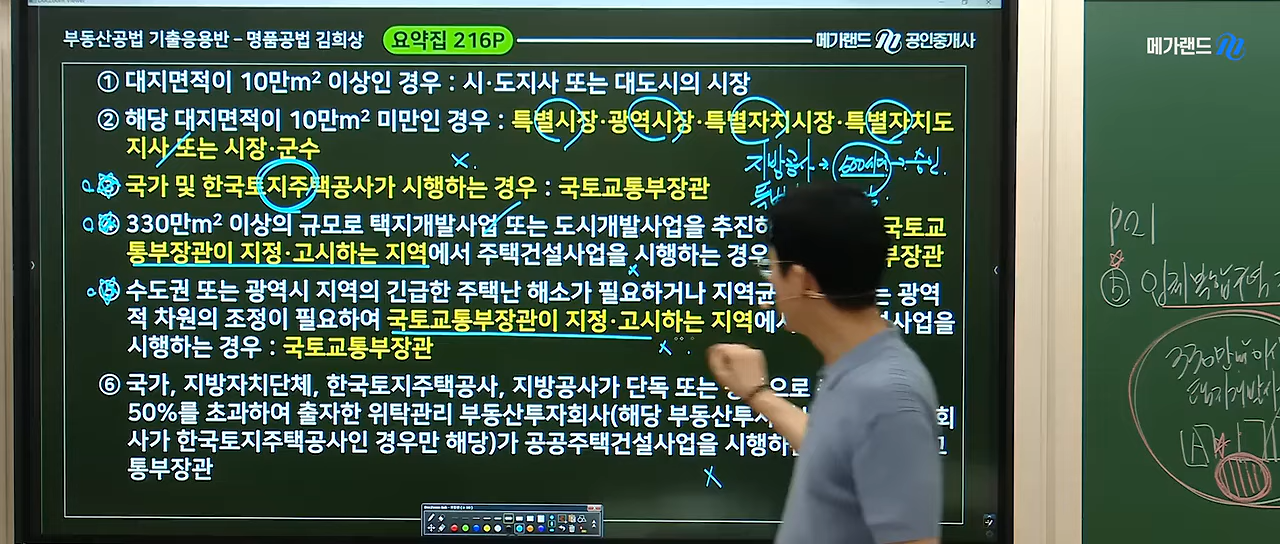 부동산공법 기출응용반 – 명품공법 김희상 요약집 216P 메가랜드 공인중개사
메가랜드
① 대지면적이 10만m² 이상인 경우 : 시·도지사 또는 대도시의 시장
② 해당 대지면적이 10만m² 미만인 경우 : 특별시장·광역시장·특별자치시장·특별자치도
지사 또는 시장·군수
지방공사
③ 국가 및 한국토지주택공사가 시행하는 경우 : 국토교통부장관
④ 330만m² 이상의 규모로 택지개발사업 또는 도시개발사업을 추진하 국토교
통부장관이 지정·고시하는 지역에서 주택건설사업을 시행하는 경우 부장관
⑤ 수도권 또는 광역시 지역의 긴급한 주택난 해소가 필요하거나 지역균 는 광역
적 차원의 조정이 필요하여 국토교통부장관이 지정·고시하는 지역에서 사업을
시행하는 경우 : 국토교통부장관
⑥ 국가, 지방자치단체, 한국토지주택공사, 지방공사가 단독 또는 공동으로
50%를 초과하여 출자한 위탁관리 부동산투자회사(해당 부동산투자 회
사가 한국토지주택공사인 경우만 해당)가 공공주택건설사업을 시행하는
통부장관
P21
⑤